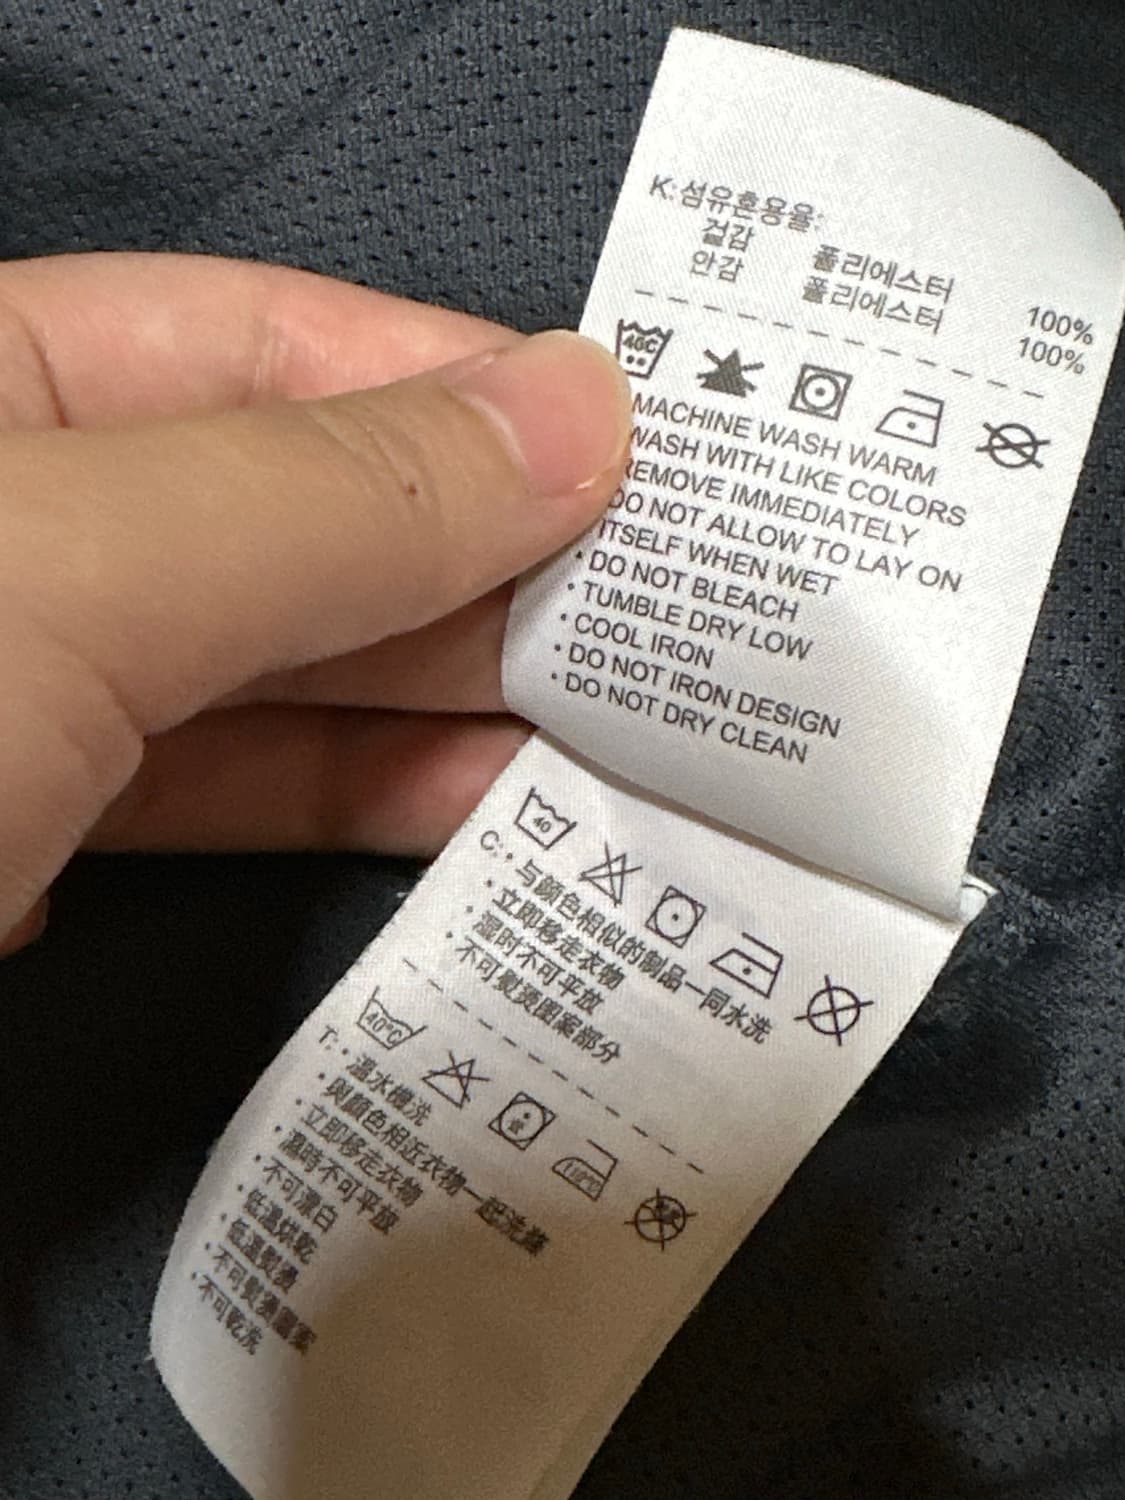 K: 섬유혼용율:
겉감 폴리에스터 100%
안감 폴리에스터 100%
40C
MACHINE WASH WARM
WASH WITH LIKE COLORS
REMOVE IMMEDIATELY
DO NOT ALLOW TO LAY ON
ITSELF WHEN WET
• DO NOT BLEACH
• TUMBLE DRY LOW
• COOL IRON
• DO NOT IRON DESIGN
• DO NOT DRY CLEAN
40
C: • 与颜色相似的制品一同水洗
• 立即移走衣物
• 湿时不可平放
• 不可熨烫图案部分
40°C
110°C
T: • 溫水機洗
• 與顏色相近衣物一起洗滌
• 立即移走衣物
• 濕時不可平放
• 不可漂白
• 低溫烘乾
• 低溫熨燙
• 不可熨燙圖案
• 不可乾洗